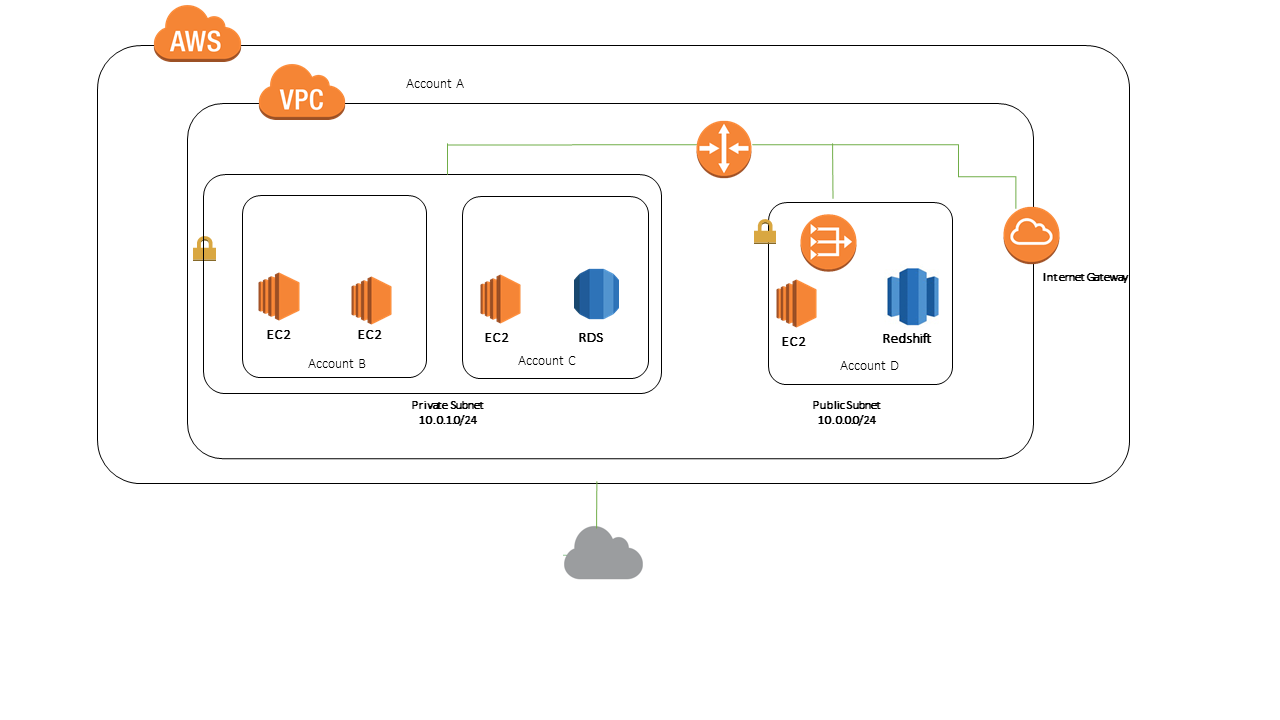 AWS
VPC
Account A
Internet Gateway
EC2
EC2
Account B
EC2
RDS
Account C
EC2
Redshift
Account D
Private Subnet
10.0.1.0/24
Public Subnet
10.0.0.0/24